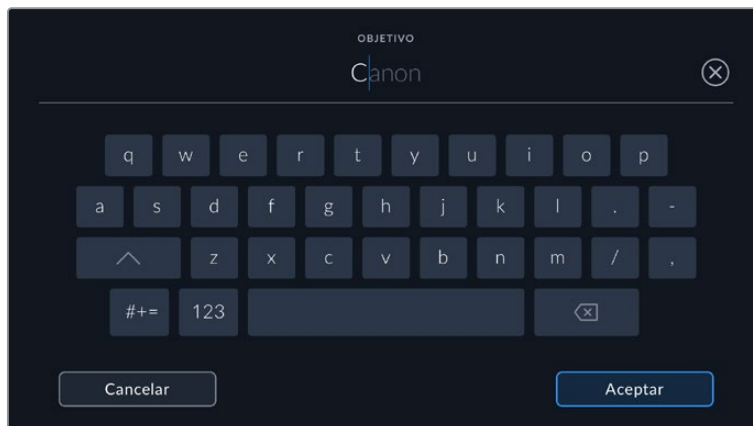 OBJETIVO
Canon
q w e r t y u i o p
a s d f g h j k l . -
z x c v b n m / ,
#+= 123
Cancelar Aceptar